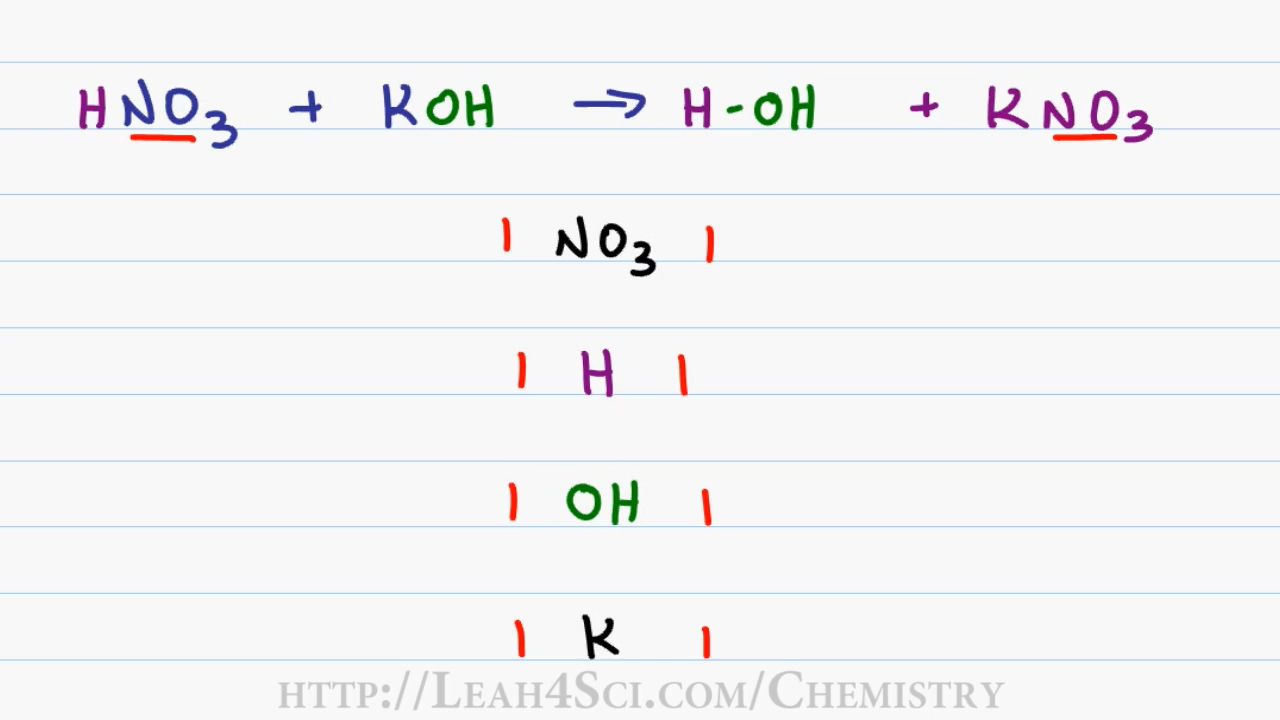 HNO₃ + KOH → H-OH + KNO₃
1 NO₃ 1
1 H 1
1 OH 1
1 K 1
HTTP://LEAH4SCI.COM/CHEMISTRY